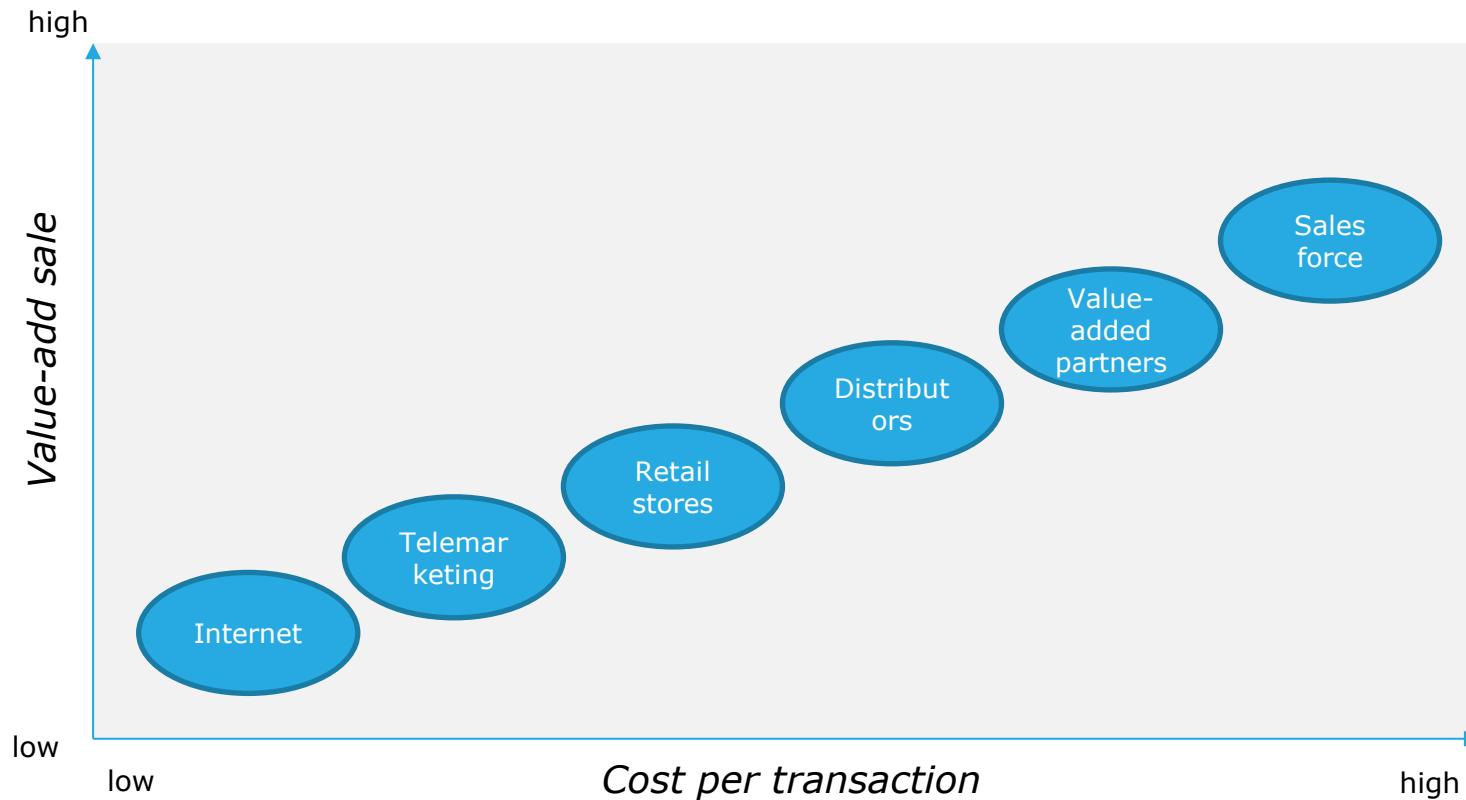 high
Value-add sale
Sales
force
Value-
added
partners
Distribut
ors
Retail
stores
Telemar
keting
Internet
low
low
Cost per transaction
high